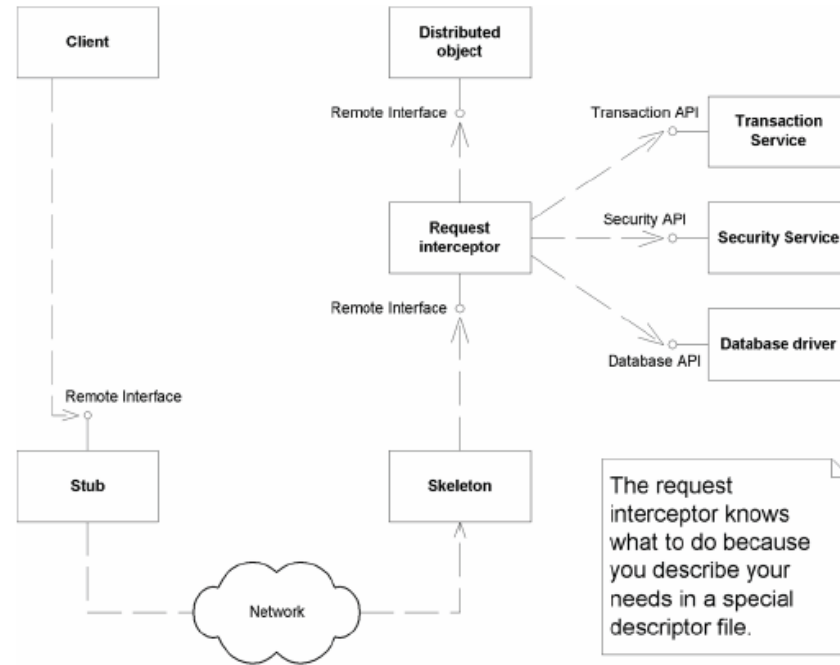 Client
Distributed
object
Remote Interface
Transaction API
Transaction
Service
Request
interceptor
Security API
Security Service
Remote Interface
Database API
Database driver
Remote Interface
Stub
Skeleton
Network
The request
interceptor knows
what to do because
you describe your
needs in a special
descriptor file.